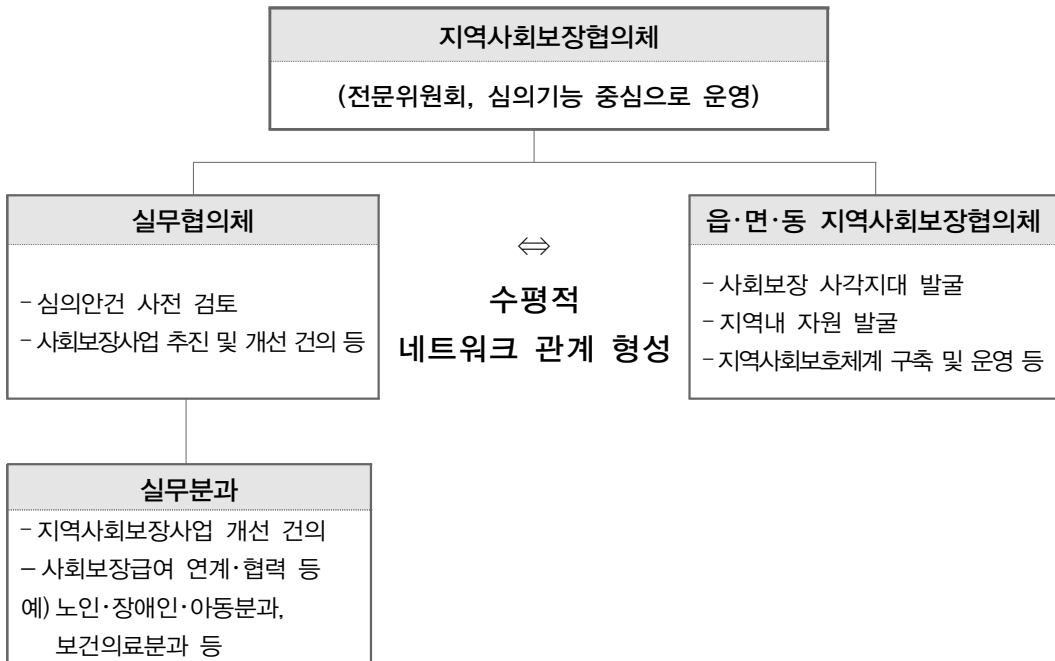 지역사회보장협의체
(전문위원회, 심의기능 중심으로 운영)
실무협의체
- 심의안건 사전 검토
- 사회보장사업 추진 및 개선 건의 등
⇔
수평적
네트워크 관계 형성
읍·면·동 지역사회보장협의체
- 사회보장 사각지대 발굴
- 지역내 자원 발굴
- 지역사회보호체계 구축 및 운영 등
실무분과
- 지역사회보장사업 개선 건의
– 사회보장급여 연계·협력 등
예) 노인·장애인·아동분과,
보건의료분과 등